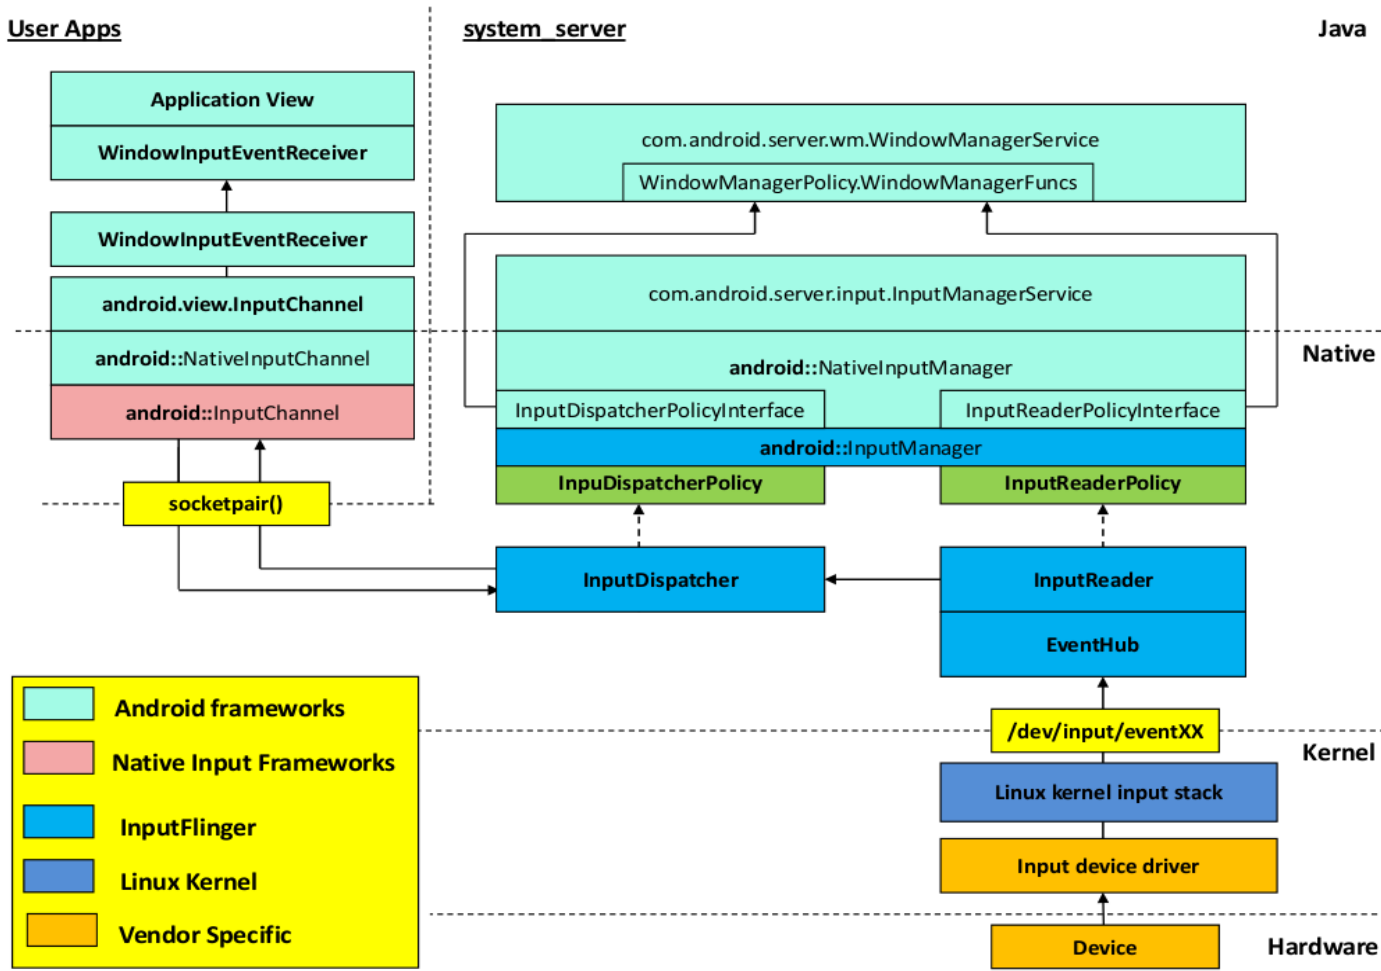 User Apps
system_server
Java
Application View
WindowInputEventReceiver
WindowInputEventReceiver
android.view.InputChannel
android::NativeInputChannel
android::InputChannel
socketpair()
com.android.server.wm.WindowManagerService
WindowManagerPolicy.WindowManagerFuncs
com.android.server.input.InputManagerService
Native
android::NativeInputManager
InputDispatcherPolicyInterface
InputReaderPolicyInterface
android::InputManager
InpuDispatcherPolicy
InputReaderPolicy
InputDispatcher
InputReader
EventHub
/dev/input/eventXX
Kernel
Linux kernel input stack
Input device driver
Device
Hardware
Android frameworks
Native Input Frameworks
InputFlinger
Linux Kernel
Vendor Specific